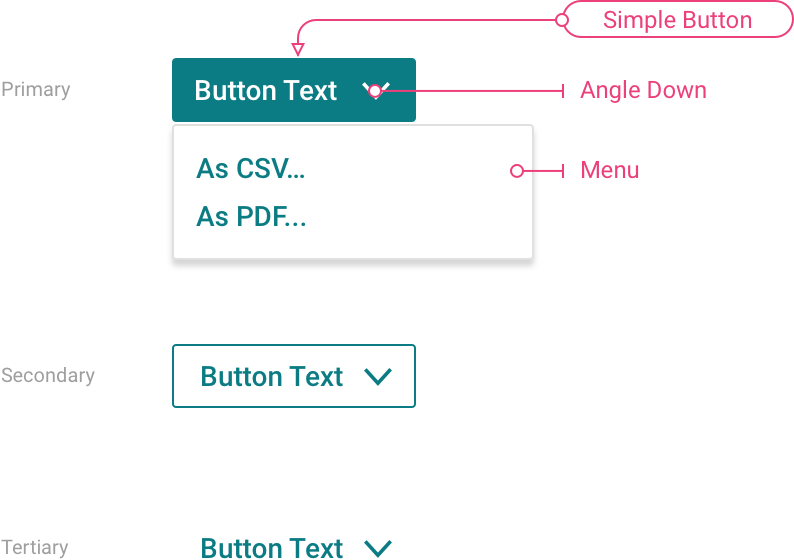 Simple Button
Primary
Button Text
Angle Down
As CSV...
Menu
As PDF...
Secondary
Button Text
Tertiary
Button Text